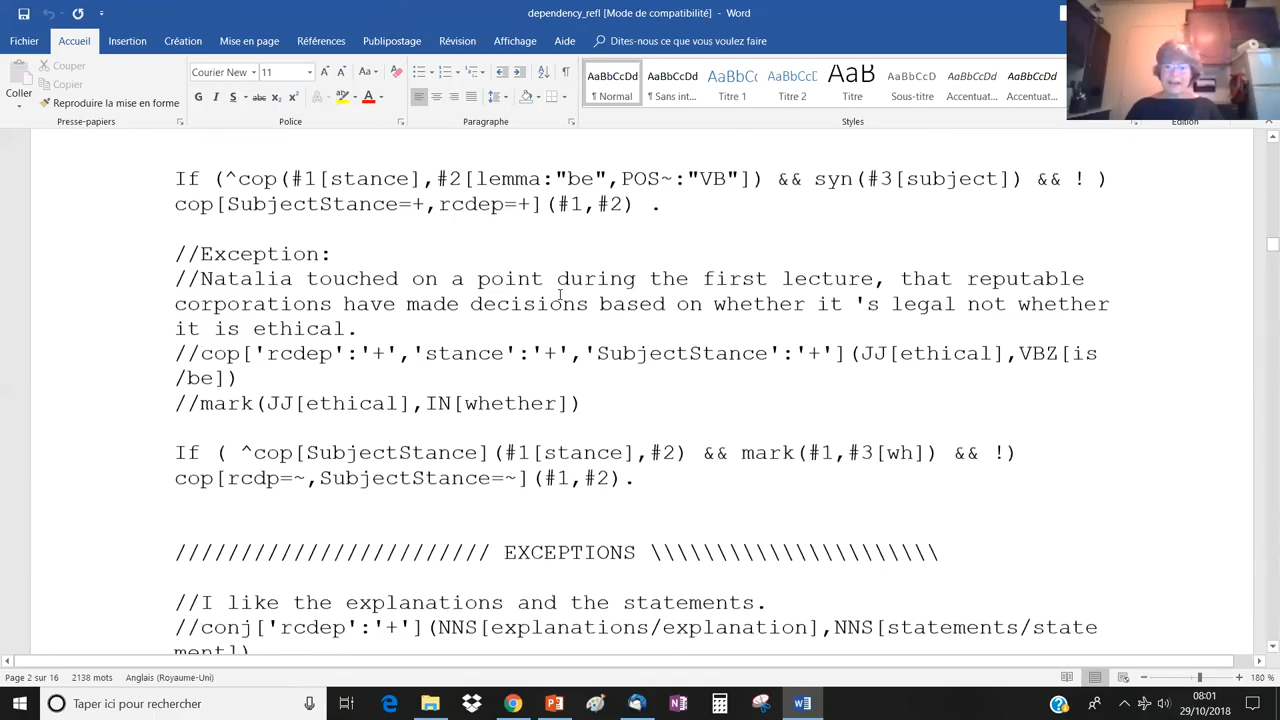 dependency_refl [Mode de compatibilité] - Word
Fichier Accueil Insertion Création Mise en page Références Publipostage Révision Affichage Aide Dites-nous ce que vous voulez faire
Coller
Couper
Copier
Reproduire la mise en forme
Presse-papiers
Courier New 11
Police
Paragraphe
AaBbCcDd ¶ Normal
AaBbCcDd ¶ Sans int...
AaBbCc Titre 1
AaBbCcD Titre 2
AaB Titre
AaBbCcD Sous-titre
AaBbCcDd Accentuat...
AaBbCcDd Accentuat...
Styles
Edition
If (^cop(#1[stance],#2[lemma:"be",POS~:"VB"]) && syn(#3[subject]) && ! )
cop[SubjectStance=+,rcdep=+](#1,#2) .
//Exception:
//Natalia touched on a point during the first lecture, that reputable
corporations have made decisions based on whether it 's legal not whether
it is ethical.
//cop['rcdep':'+','stance':'+','SubjectStance':'+'](JJ[ethical],VBZ[is
/be])
//mark(JJ[ethical],IN[whether])
If ( ^cop[SubjectStance](#1[stance],#2) && mark(#1,#3[wh]) && !)
cop[rcdp=~,SubjectStance=~](#1,#2).
//////////////////////// EXCEPTIONS \\\\\\\\\\\\\\\\\\\\\\
//I like the explanations and the statements.
//conj['rcdep':'+'](NNS[explanations/explanation],NNS[statements/state
ment])
Page 2 sur 16 2138 mots Anglais (Royaume-Uni) 180 %
Taper ici pour rechercher
08:01
29/10/2018